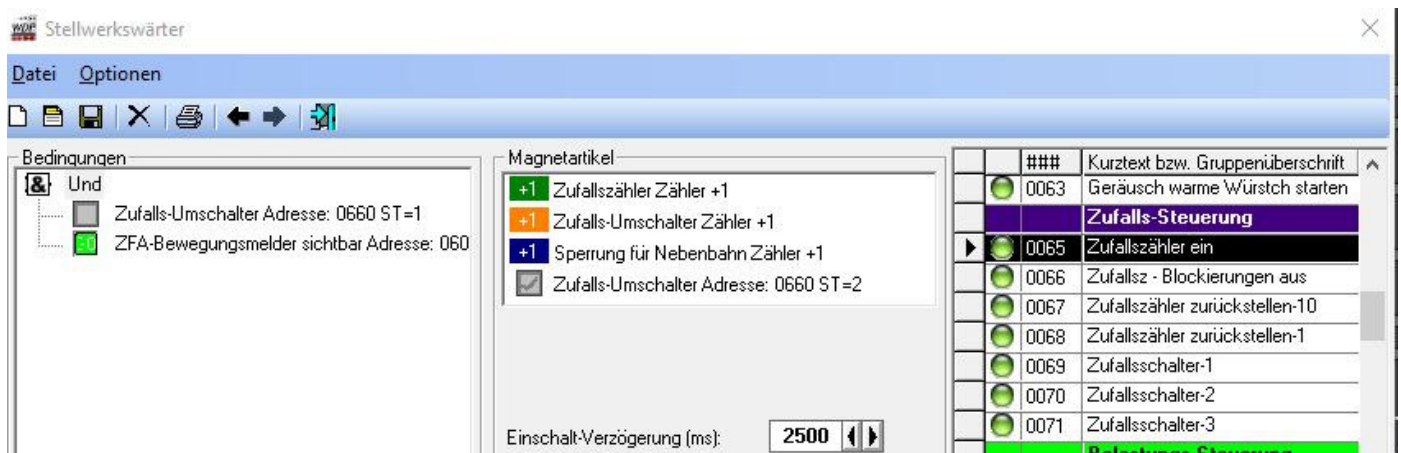 WDP Stellwerkswärter
Datei Optionen
Bedingungen
& Und
Zufalls-Umschalter Adresse: 0660 ST=1
ZFA-Bewegungsmelder sichtbar Adresse: 060
Magnetartikel
+1 Zufallszähler Zähler +1
+1 Zufalls-Umschalter Zähler +1
+1 Sperrung für Nebenbahn Zähler +1
Zufalls-Umschalter Adresse: 0660 ST=2
Einschalt-Verzögerung (ms): 2500
### Kurztext bzw. Gruppenüberschrift
0063 Geräusch warme Würstch starten
Zufalls-Steuerung
0065 Zufallszähler ein
0066 Zufallsz - Blockierungen aus
0067 Zufallszähler zurückstellen-10
0068 Zufallszähler zurückstellen-1
0069 Zufallsschalter-1
0070 Zufallsschalter-2
0071 Zufallsschalter-3